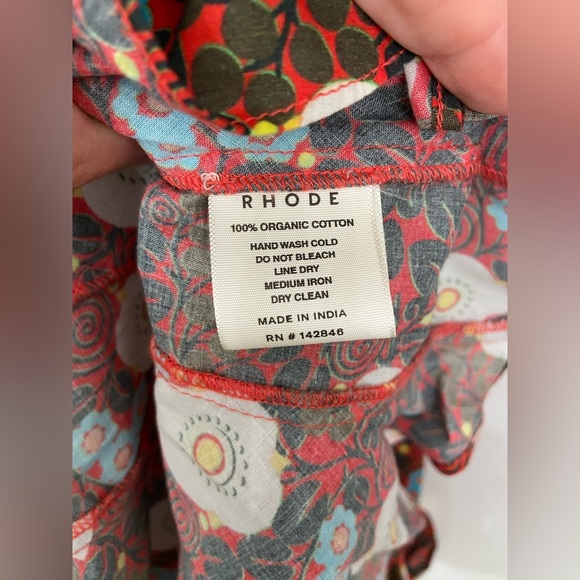 RHODE
100% ORGANIC COTTON
HAND WASH COLD
DO NOT BLEACH
LINE DRY
MEDIUM IRON
DRY CLEAN
MADE IN INDIA
RN # 142846